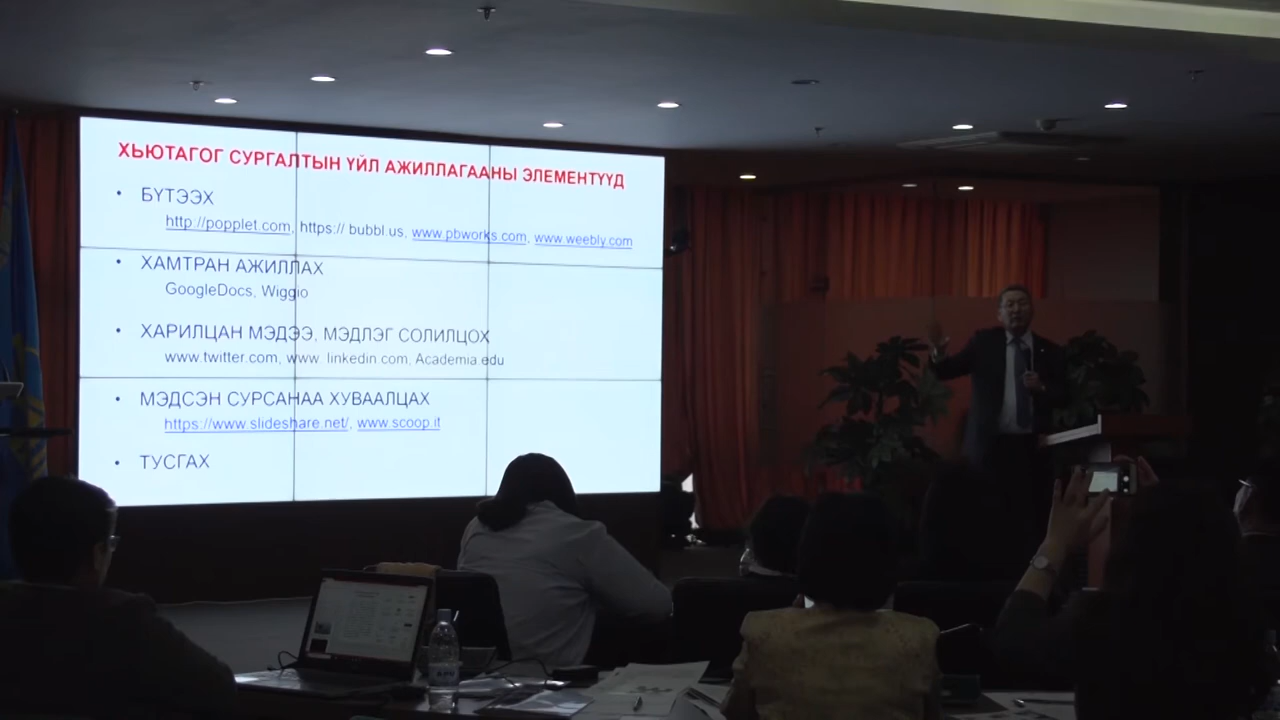 ХЬЮТАГОГ СУРГАЛТЫН ҮЙЛ АЖИЛЛАГААНЫ ЭЛЕМЕНТҮҮД
• БҮТЭЭХ
http://popplet.com, https:// bubbl.us, www.pbworks.com, www.weebly.com
• ХАМТРАН АЖИЛЛАХ
GoogleDocs, Wiggio
• ХАРИЛЦАН МЭДЭЭ, МЭДЛЭГ СОЛИЛЦОХ
www.twitter.com, www. linkedin.com, Academia.edu
• МЭДСЭН СУРСАНАА ХУВААЛЦАХ
https://www.slideshare.net/, www.scoop.it
• ТУСГАХ